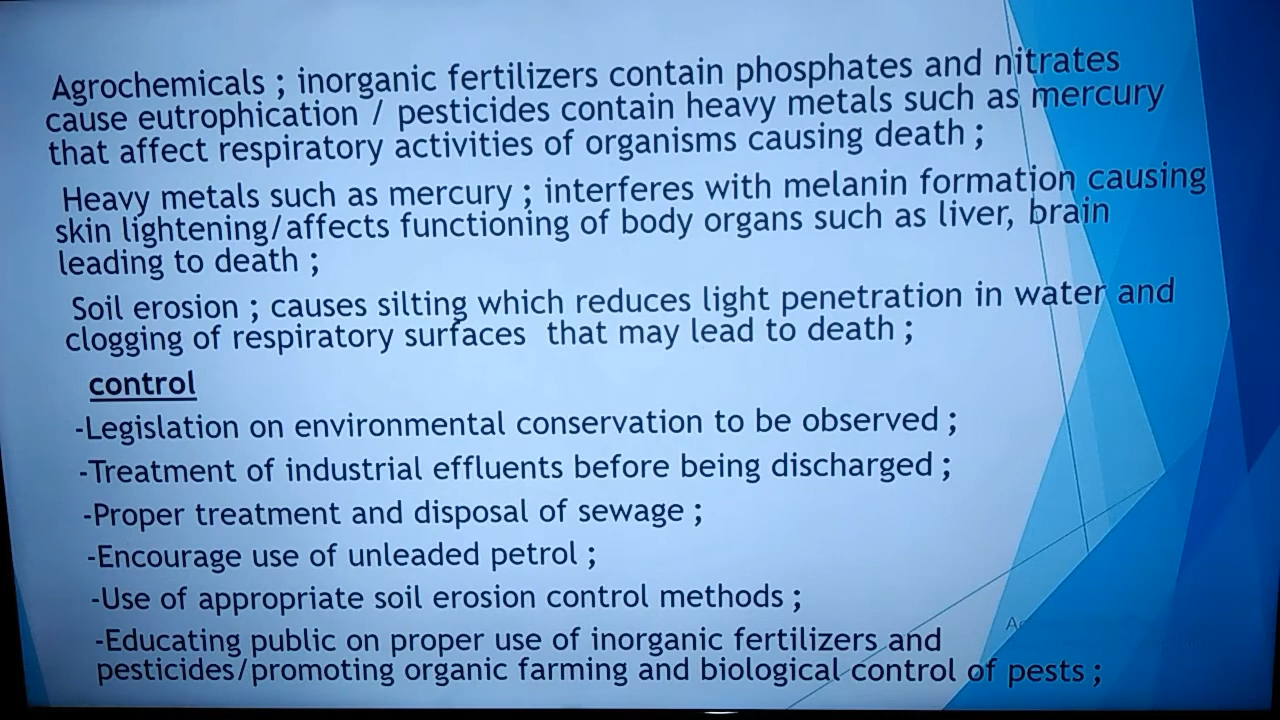 Agrochemicals ; inorganic fertilizers contain phosphates and nitrates
cause eutrophication / pesticides contain heavy metals such as mercury
that affect respiratory activities of organisms causing death ;
Heavy metals such as mercury ; interferes with melanin formation causing
skin lightening/affects functioning of body organs such as liver, brain
leading to death ;
Soil erosion ; causes silting which reduces light penetration in water and
clogging of respiratory surfaces that may lead to death ;
control
-Legislation on environmental conservation to be observed ;
-Treatment of industrial effluents before being discharged ;
-Proper treatment and disposal of sewage ;
-Encourage use of unleaded petrol ;
-Use of appropriate soil erosion control methods ;
-Educating public on proper use of inorganic fertilizers and
pesticides/promoting organic farming and biological control of pests ;